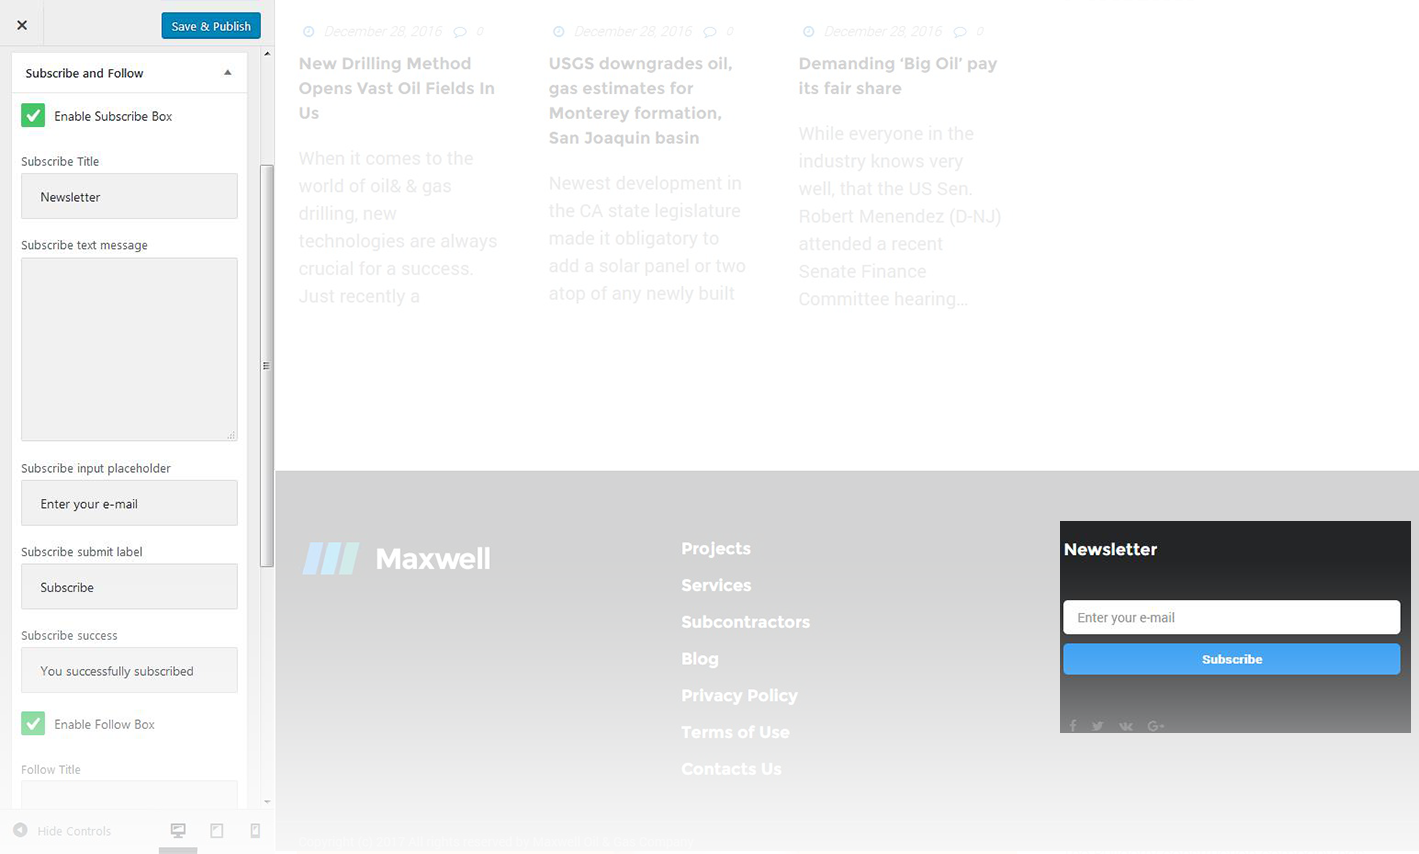 Save & Publish
Subscribe and Follow
Enable Subscribe Box
Subscribe Title
Newsletter
Subscribe text message
Subscribe input placeholder
Enter your e-mail
Subscribe submit label
Subscribe
Subscribe success
You successfully subscribed
Enable Follow Box
Follow Title
Hide Controls
December 28, 2016 0
New Drilling Method
Opens Vast Oil Fields In
Us
When it comes to the
world of oil& & gas
drilling, new
technologies are always
crucial for a success.
Just recently a
December 28, 2016 0
USGS downgrades oil,
gas estimates for
Monterey formation,
San Joaquin basin
Newest development in
the CA state legislature
made it obligatory to
add a solar panel or two
atop of any newly built
December 28, 2016 0
Demanding ‘Big Oil’ pay
its fair share
While everyone in the
industry knows very
well, that the US Sen.
Robert Menendez (D-NJ)
attended a recent
Senate Finance
Committee hearing...
Maxwell
Projects
Services
Subcontractors
Blog
Privacy Policy
Terms of Use
Contacts Us
Newsletter
Enter your e-mail
Subscribe